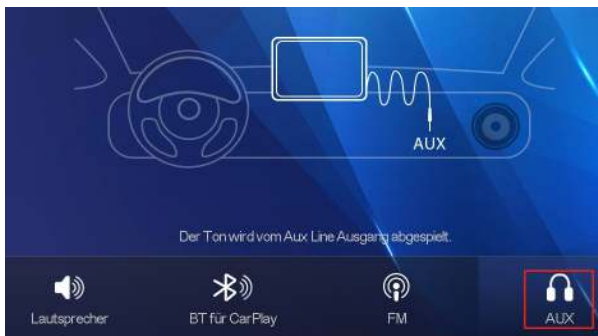 AUX
Der Ton wird vom Aux Line Ausgang abgespielt.
Lautsprecher
BT für CarPlay
FM
AUX